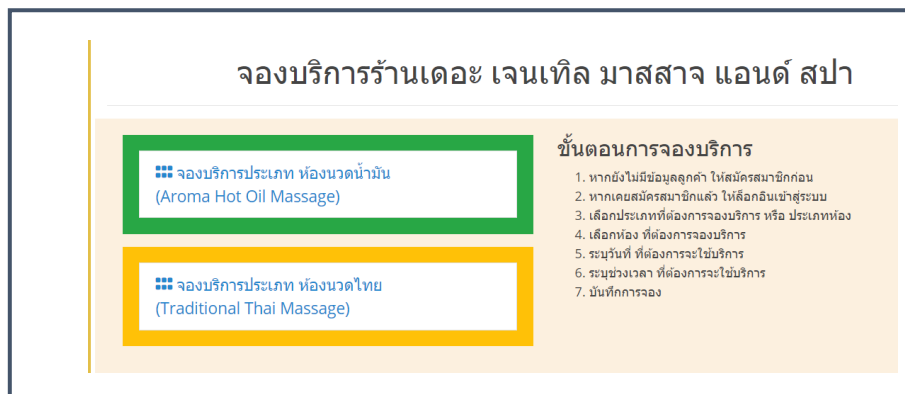 จองบริการร้านเดอะ เจนเทิล มาสสาจ แอนด์ สปา
จองบริการประเภท ห้องนวดน้ำมัน
(Aroma Hot Oil Massage)
จองบริการประเภท ห้องนวดไทย
(Traditional Thai Massage)
ขั้นตอนการจองบริการ
1. หากยังไม่มีข้อมูลลูกค้า ให้สมัครสมาชิกก่อน
2. หากเคยสมัครสมาชิกแล้ว ให้ล็อกอินเข้าสู่ระบบ
3. เลือกประเภทที่ต้องการจองบริการ หรือ ประเภทห้อง
4. เลือกห้อง ที่ต้องการจองบริการ
5. ระบุวันที่ ที่ต้องการจะใช้บริการ
6. ระบุช่วงเวลา ที่ต้องการจะใช้บริการ
7. บันทึกการจอง